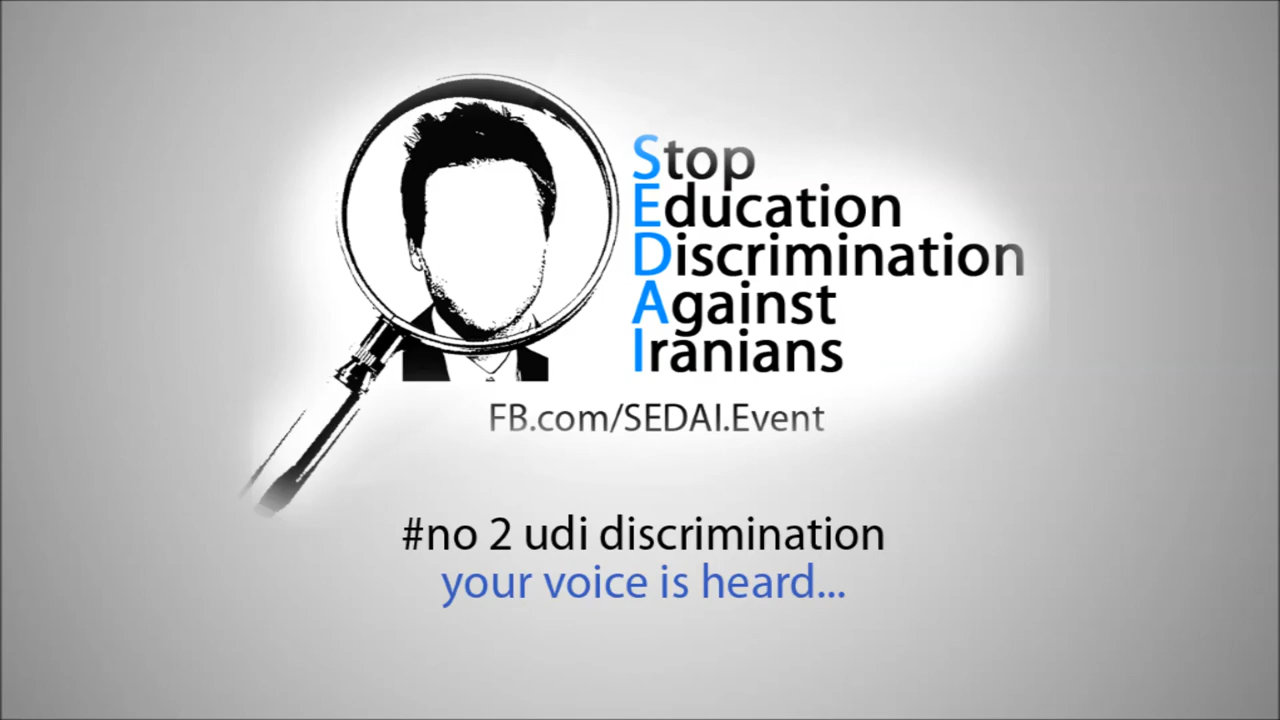 Stop
Education
Discrimination
Against
Iranians
FB.com/SEDAI.Event
#no 2 udi discrimination
your voice is heard...